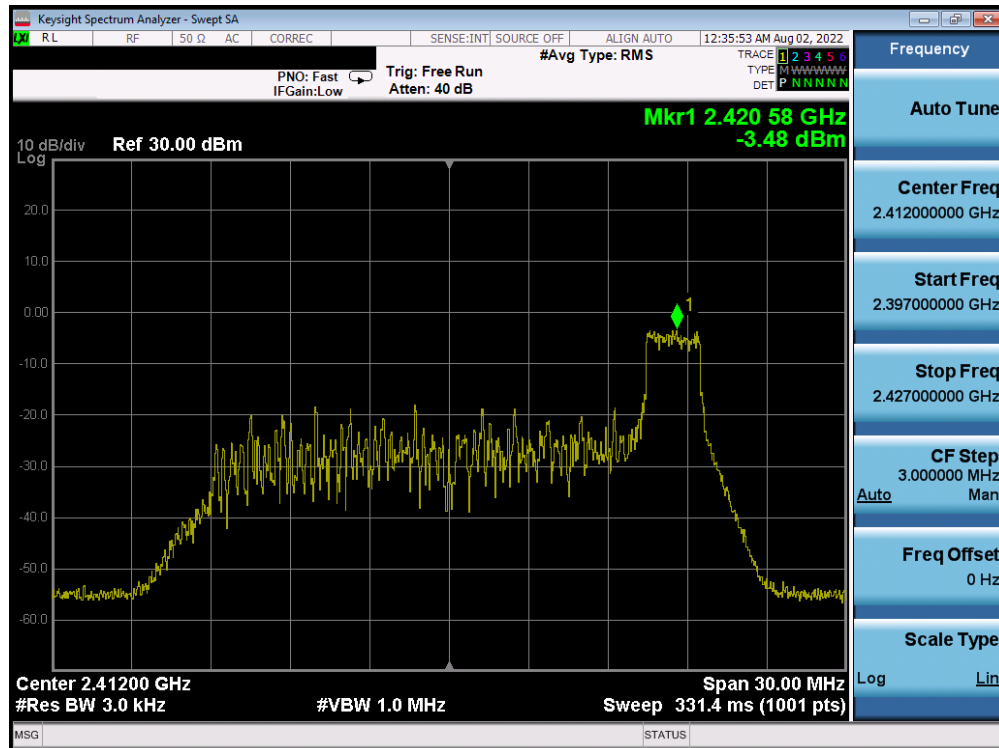 Keysight Spectrum Analyzer - Swept SA
LXI RL RF 50 Ω AC CORREC SENSE:INT SOURCE OFF ALIGN AUTO 12:35:53 AM Aug 02, 2022
#Avg Type: RMS
TRACE 1 2 3 4 5 6
TYPE M W W W W W
DET P N N N N N
PNO: Fast
IFGain:Low
Trig: Free Run
Atten: 40 dB
Mkr1 2.420 58 GHz
-3.48 dBm
10 dB/div Ref 30.00 dBm
Log
20.0
10.0
0.00
-10.0
-20.0
-30.0
-40.0
-50.0
-60.0
1
Center 2.41200 GHz Span 30.00 MHz
#Res BW 3.0 kHz #VBW 1.0 MHz Sweep 331.4 ms (1001 pts)
MSG STATUS
Frequency
Auto Tune
Center Freq
2.412000000 GHz
Start Freq
2.397000000 GHz
Stop Freq
2.427000000 GHz
CF Step
3.000000 MHz
Auto Man
Freq Offset
0 Hz
Scale Type
Log Lin